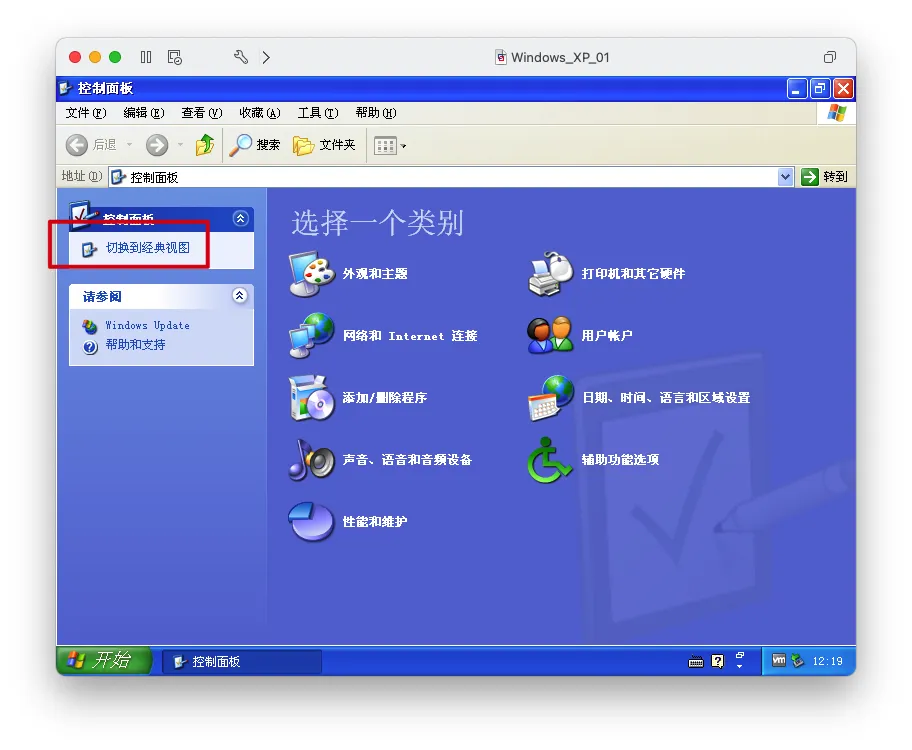 Windows_XP_01
控制面板
文件(F) 编辑(E) 查看(V) 收藏(A) 工具(T) 帮助(H)
后退 搜索 文件夹
地址(D) 控制面板 转到
控制面板
切换到经典视图
请参阅
Windows Update
帮助和支持
选择一个类别
外观和主题
打印机和其它硬件
网络和 Internet 连接
用户帐户
添加/删除程序
日期、时间、语言和区域设置
声音、语音和音频设备
辅助功能选项
性能和维护
开始 控制面板 12:19